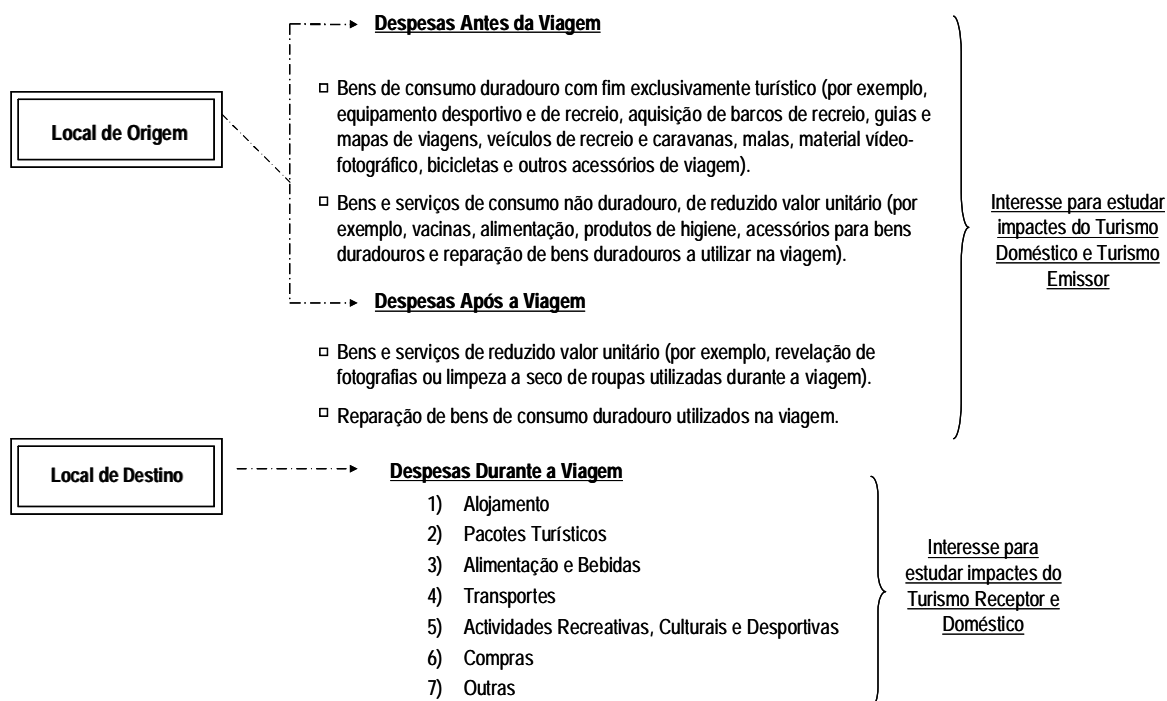 Despesas Antes da Viagem
Local de Origem
□ Bens de consumo duradouro com fim exclusivamente turístico (por exemplo,
equipamento desportivo e de recreio, aquisição de barcos de recreio, guias e
mapas de viagens, veículos de recreio e caravanas, malas, material vídeo-
fotográfico, bicicletas e outros acessórios de viagem).
□ Bens e serviços de consumo não duradouro, de reduzido valor unitário (por
exemplo, vacinas, alimentação, produtos de higiene, acessórios para bens
duradouros e reparação de bens duradouros a utilizar na viagem).
Interesse para estudar
impactes do Turismo
Doméstico e Turismo
Emissor
Despesas Após a Viagem
□ Bens e serviços de reduzido valor unitário (por exemplo, revelação de
fotografias ou limpeza a seco de roupas utilizadas durante a viagem).
□ Reparação de bens de consumo duradouro utilizados na viagem.
Local de Destino
Despesas Durante a Viagem
1) Alojamento
2) Pacotes Turísticos
3) Alimentação e Bebidas
4) Transportes
5) Actividades Recreativas, Culturais e Desportivas
6) Compras
7) Outras
Interesse para
estudar impactes do
Turismo Receptor e
Doméstico